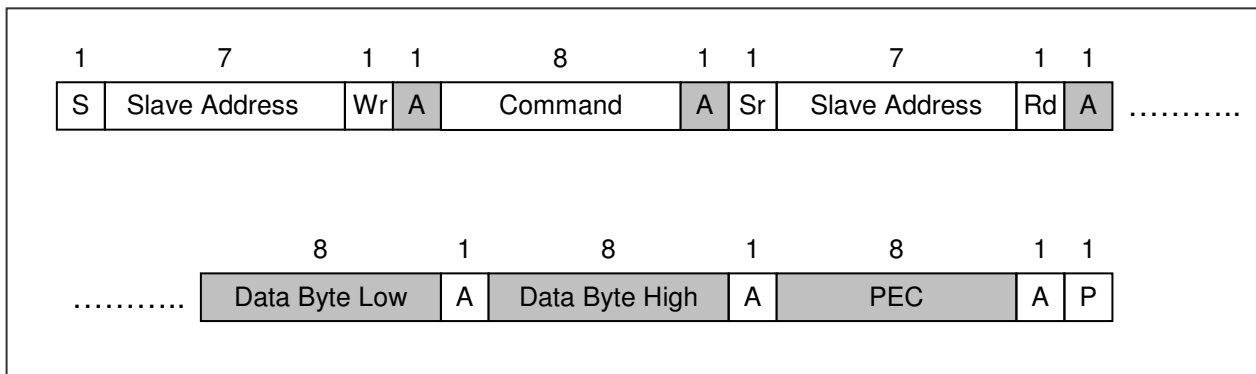 1 7 1 1 8 1 1 7 1 1
S Slave Address Wr A Command A Sr Slave Address Rd A ...........
8 1 8 1 8 1 1
........... Data Byte Low A Data Byte High A PEC A P